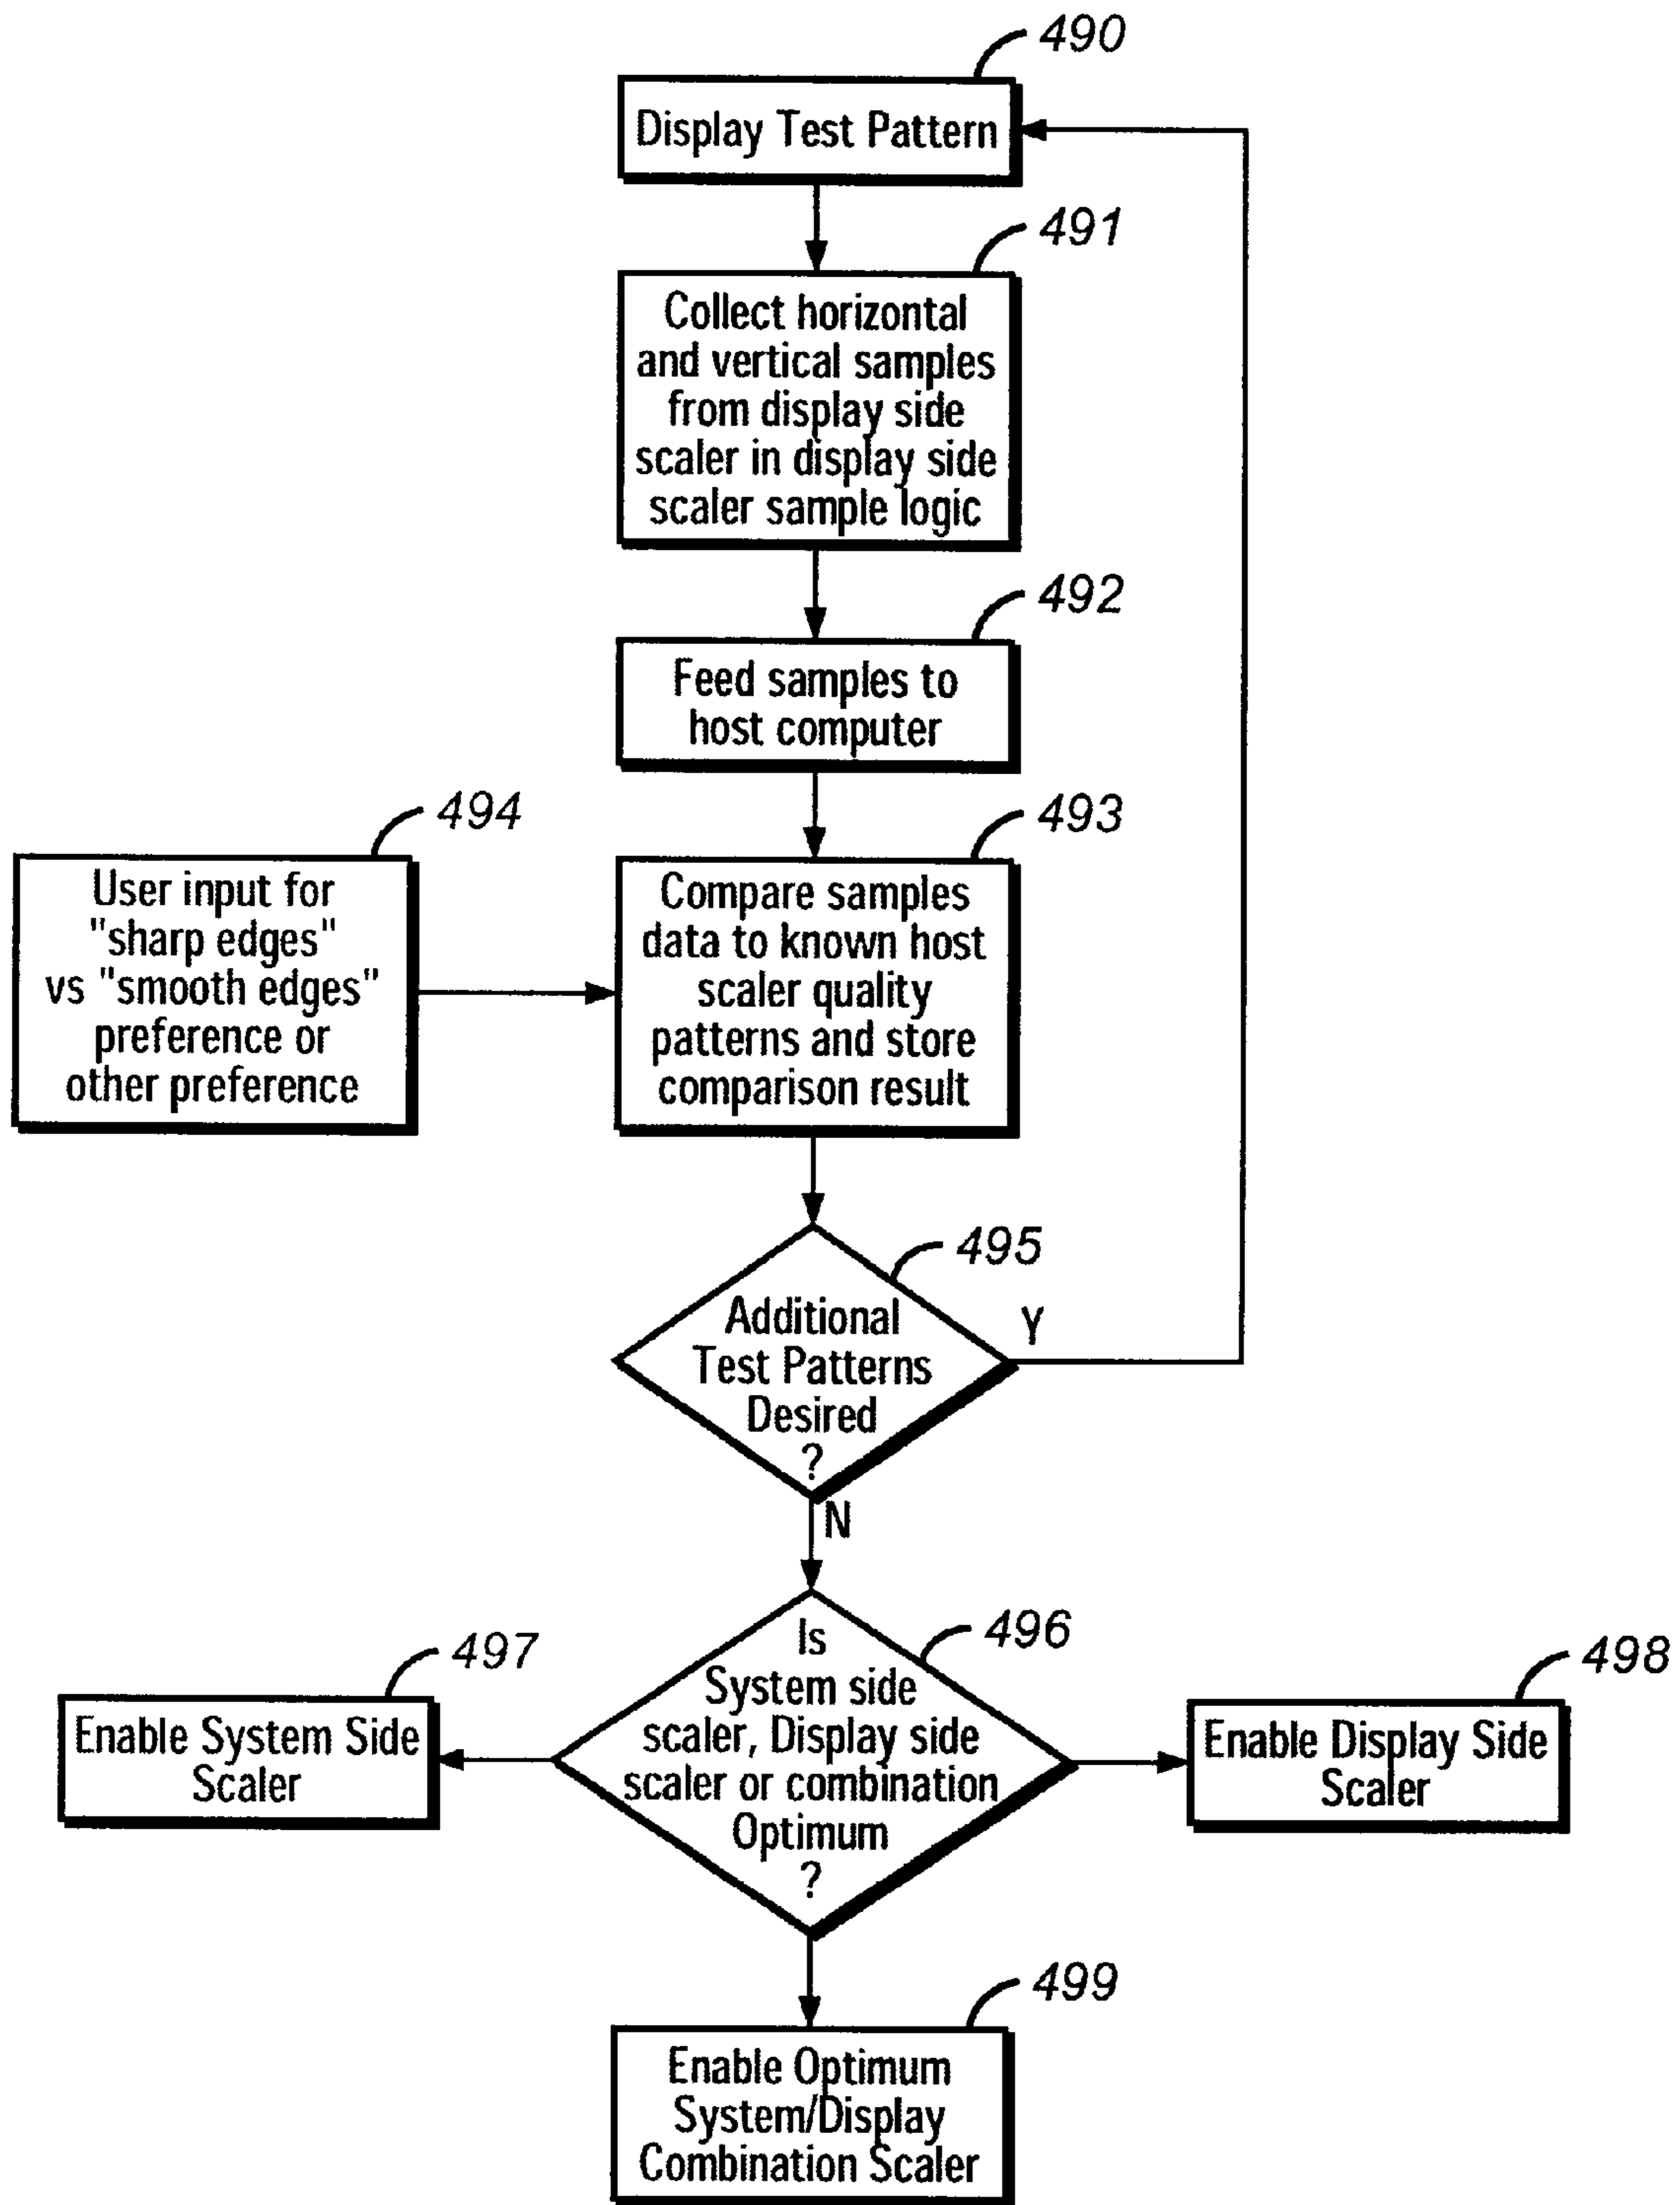 490
Display Test Pattern
491
Collect horizontal
and vertical samples
from display side
scaler in display side
scaler sample logic
492
Feed samples to
host computer
494
User input for
"sharp edges"
vs "smooth edges"
preference or
other preference
493
Compare samples
data to known host
scaler quality
patterns and store
comparison result
495
Additional
Test Patterns
Desired
?
Y
N
496
Is
System side
scaler, Display side
scaler or combination
Optimum
?
497
Enable System Side
Scaler
498
Enable Display Side
Scaler
499
Enable Optimum
System/Display
Combination Scaler